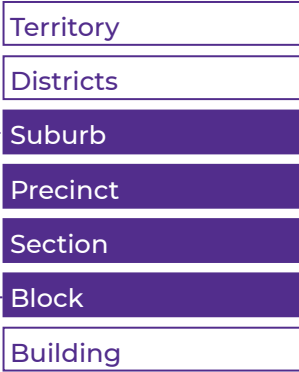 Territory
Districts
Suburb
Precinct
Section
Block
Building